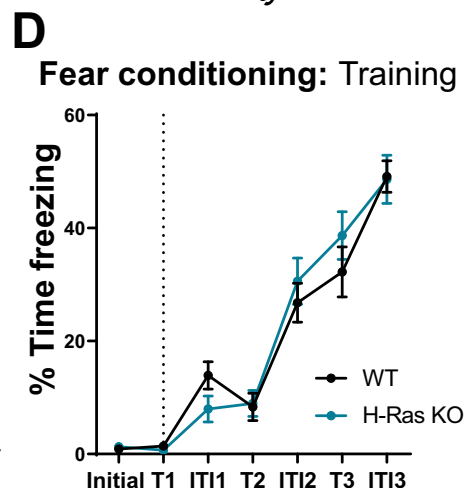 D
Fear conditioning: Training
% Time freezing
60
40
20
0
WT
H-Ras KO
Initial T1 ITI1 T2 ITI2 T3 ITI3